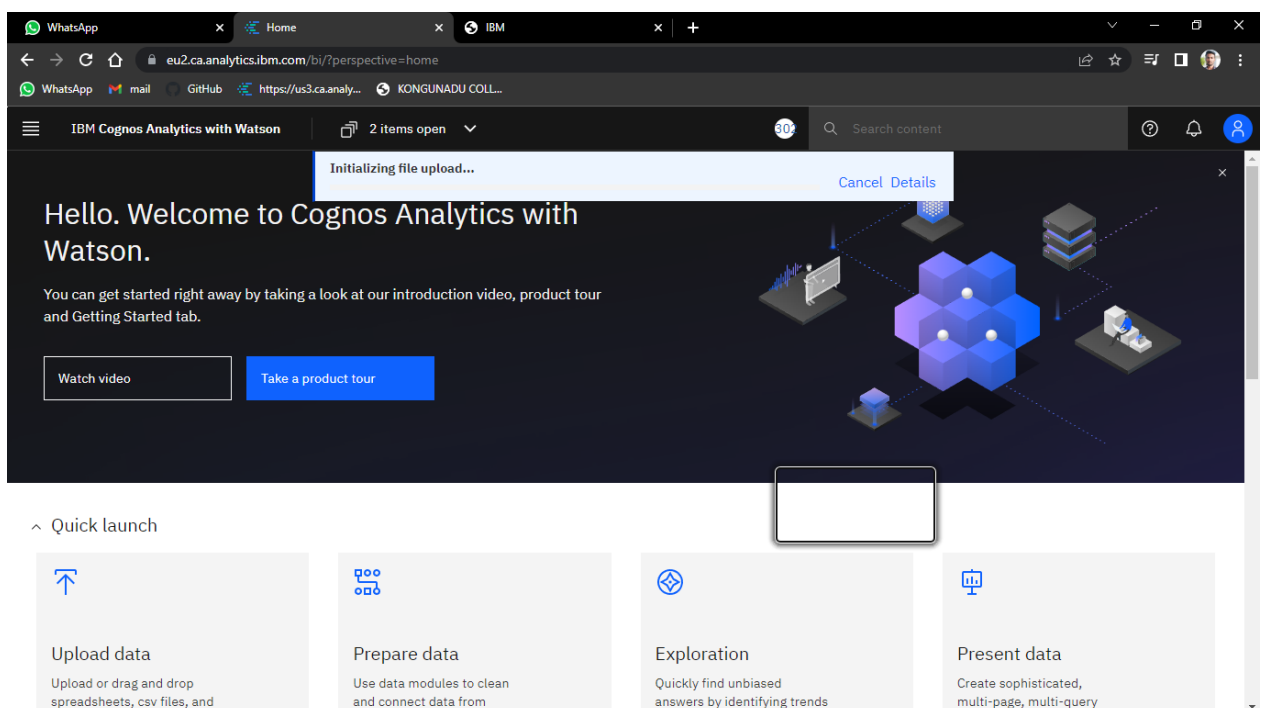 WhatsApp
Home
IBM
eu2.ca.analytics.ibm.com/bi/?perspective=home
WhatsApp mail GitHub https://us3.ca.analy... KONGUNADU COLL...
IBM Cognos Analytics with Watson 2 items open Search content
Initializing file upload...
Cancel Details
Hello. Welcome to Cognos Analytics with
Watson.
You can get started right away by taking a look at our introduction video, product tour
and Getting Started tab.
Watch video
Take a product tour
Quick launch
Upload data
Upload or drag and drop
spreadsheets, csv files, and
Prepare data
Use data modules to clean
and connect data from
Exploration
Quickly find unbiased
answers by identifying trends
Present data
Create sophisticated,
multi-page, multi-query